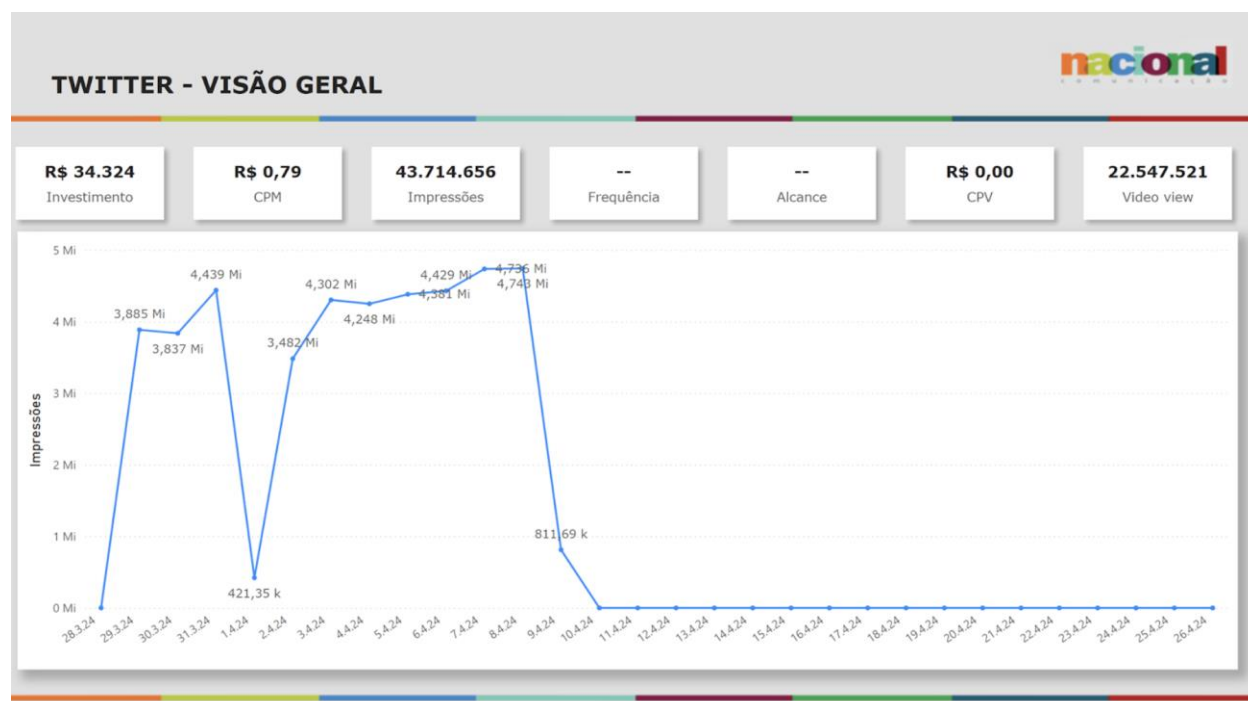 nacional
comunicação
TWITTER - VISÃO GERAL
R$ 34.324
Investimento
R$ 0,79
CPM
43.714.656
Impressões
--
Frequência
--
Alcance
R$ 0,00
CPV
22.547.521
Video view
Impressões
5 Mi
4 Mi
3 Mi
2 Mi
1 Mi
0 Mi
3,885 Mi
3,837 Mi
4,439 Mi
421,35 k
3,482 Mi
4,302 Mi
4,248 Mi
4,381 Mi
4,429 Mi
4,736 Mi
4,743 Mi
811,69 k
28.3.24
29.3.24
30.3.24
31.3.24
1.4.24
2.4.24
3.4.24
4.4.24
5.4.24
6.4.24
7.4.24
8.4.24
9.4.24
10.4.24
11.4.24
12.4.24
13.4.24
14.4.24
15.4.24
16.4.24
17.4.24
18.4.24
19.4.24
20.4.24
21.4.24
22.4.24
23.4.24
24.4.24
25.4.24
26.4.24